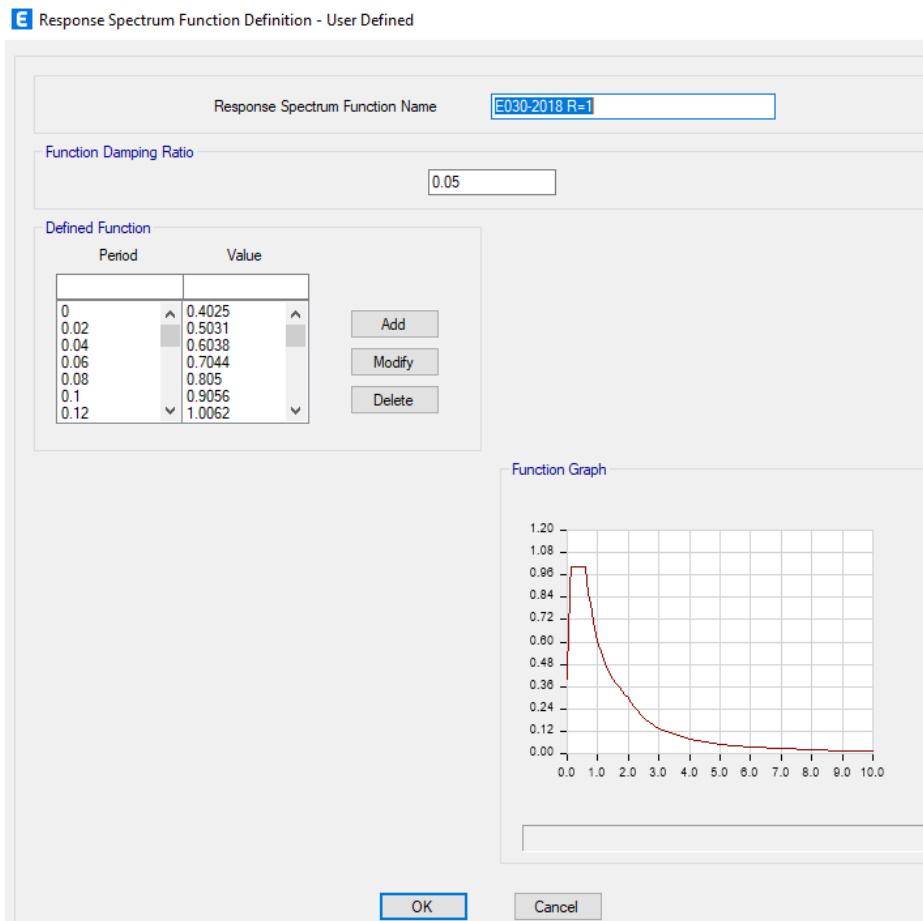 E Response Spectrum Function Definition - User Defined
Response Spectrum Function Name E030-2018 R=1
Function Damping Ratio
0.05
Defined Function
Period Value
0 0.4025
0.02 0.5031
0.04 0.6038
0.06 0.7044
0.08 0.805
0.1 0.9056
0.12 1.0062
Add
Modify
Delete
Function Graph
1.20
1.08
0.96
0.84
0.72
0.60
0.48
0.36
0.24
0.12
0.00
0.0 1.0 2.0 3.0 4.0 5.0 6.0 7.0 8.0 9.0 10.0
OK Cancel